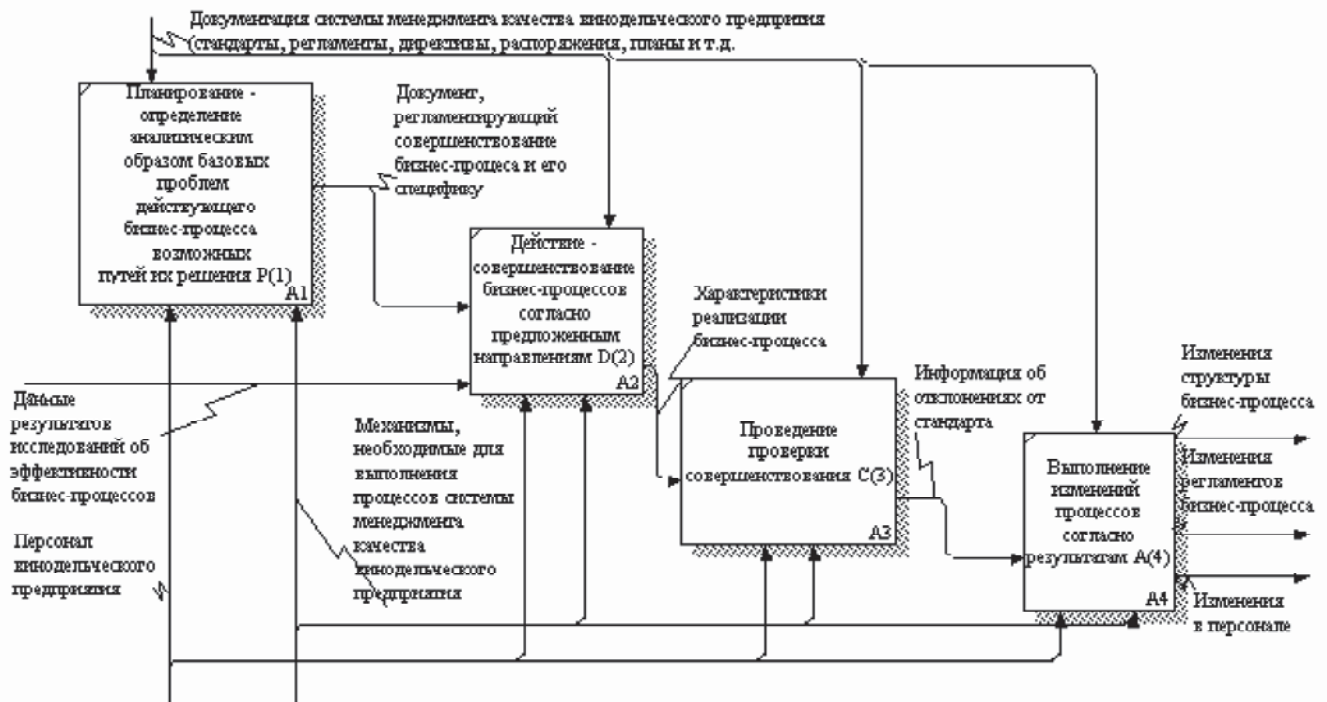 Документация системы менеджмента качества винодельческого предпрития
(стандарты, регламенты, директивы, распоряжения, планы и т.д.
Планирование -
определение
аналитическим
образом базовых
проблем
действующего
бизнес-процесса
возможных
путей их решения P(1)
A1
Документ,
регламентирующий
совершенствование
бизнес-процеса и его
специфику
Действие -
совершенствование
бизнес-процессов
согласно
предложенным
направлениям D(2)
A2
Характеристики
реализации
бизнес-процесса
Проведение
проверки
совершенствования C(3)
A3
Информация об
отклонениях от
стандарта
Выполнение
изменений
процессов
согласно
результатам A(4)
A4
Изменения
структуры
бизнес-процесса
Изменения
регламентов
бизнес-процесса
Изменения
в персонале
Данные
результатов
исследований об
эффективности
бизнес-процессов
Персонал
винодельческого
предприятия
Механизмы,
необходимые для
выполнения
процессов системы
менеджмента
качества
винодельческого
предприятия